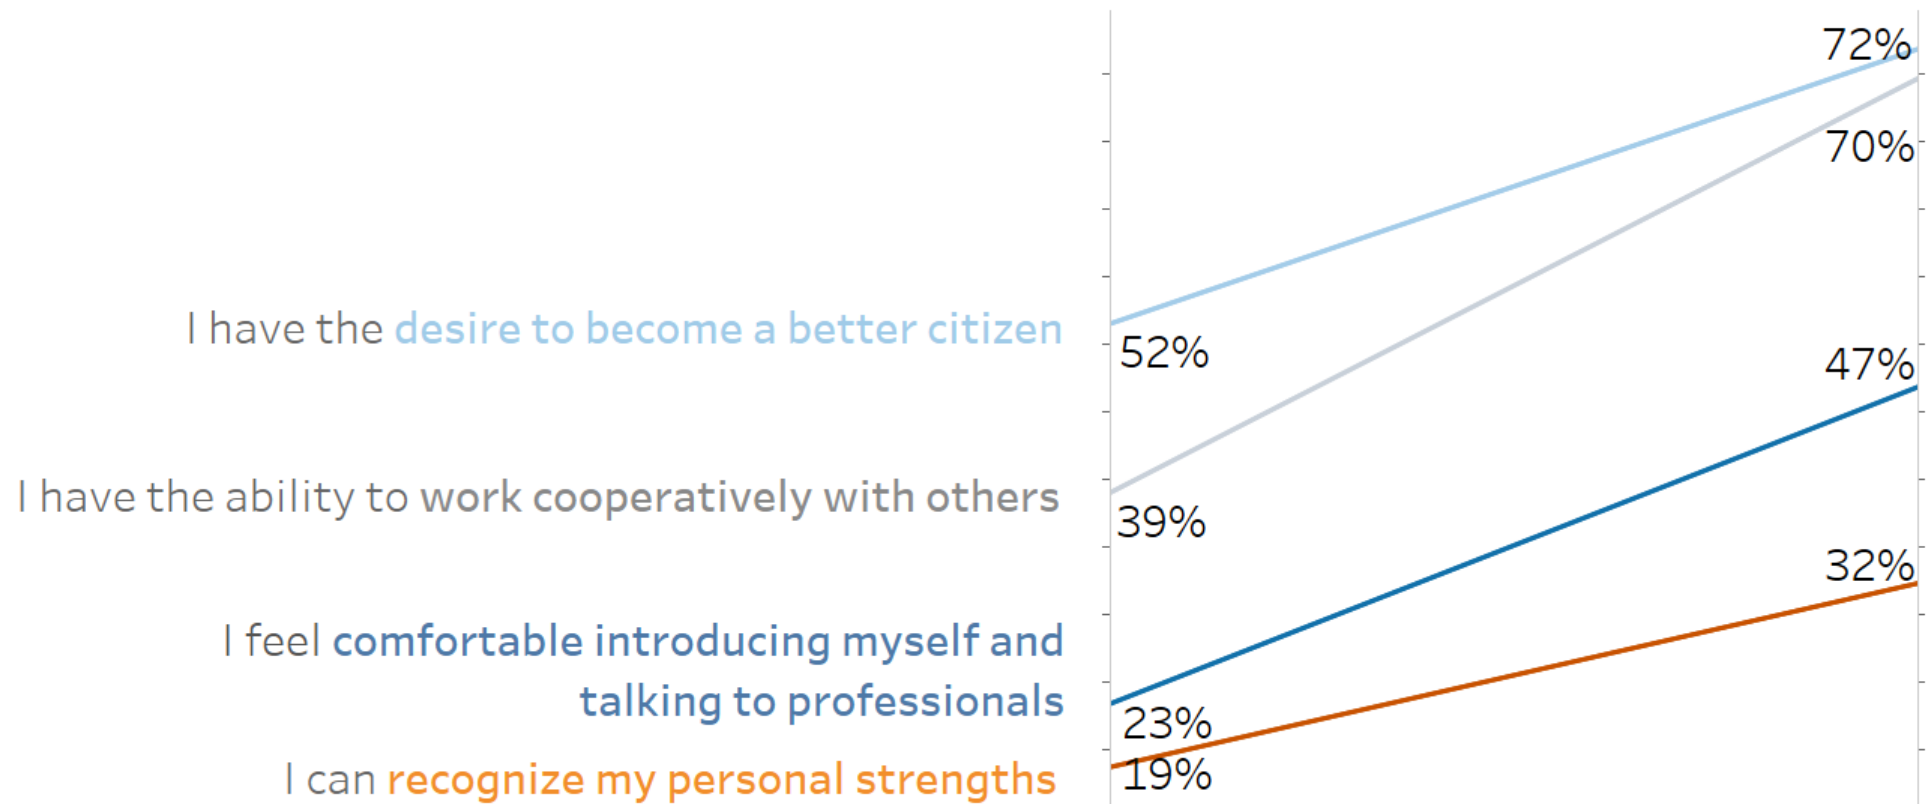 72%
70%
I have the desire to become a better citizen
52%
47%
I have the ability to work cooperatively with others
39%
32%
I feel comfortable introducing myself and
talking to professionals
23%
I can recognize my personal strengths
19%